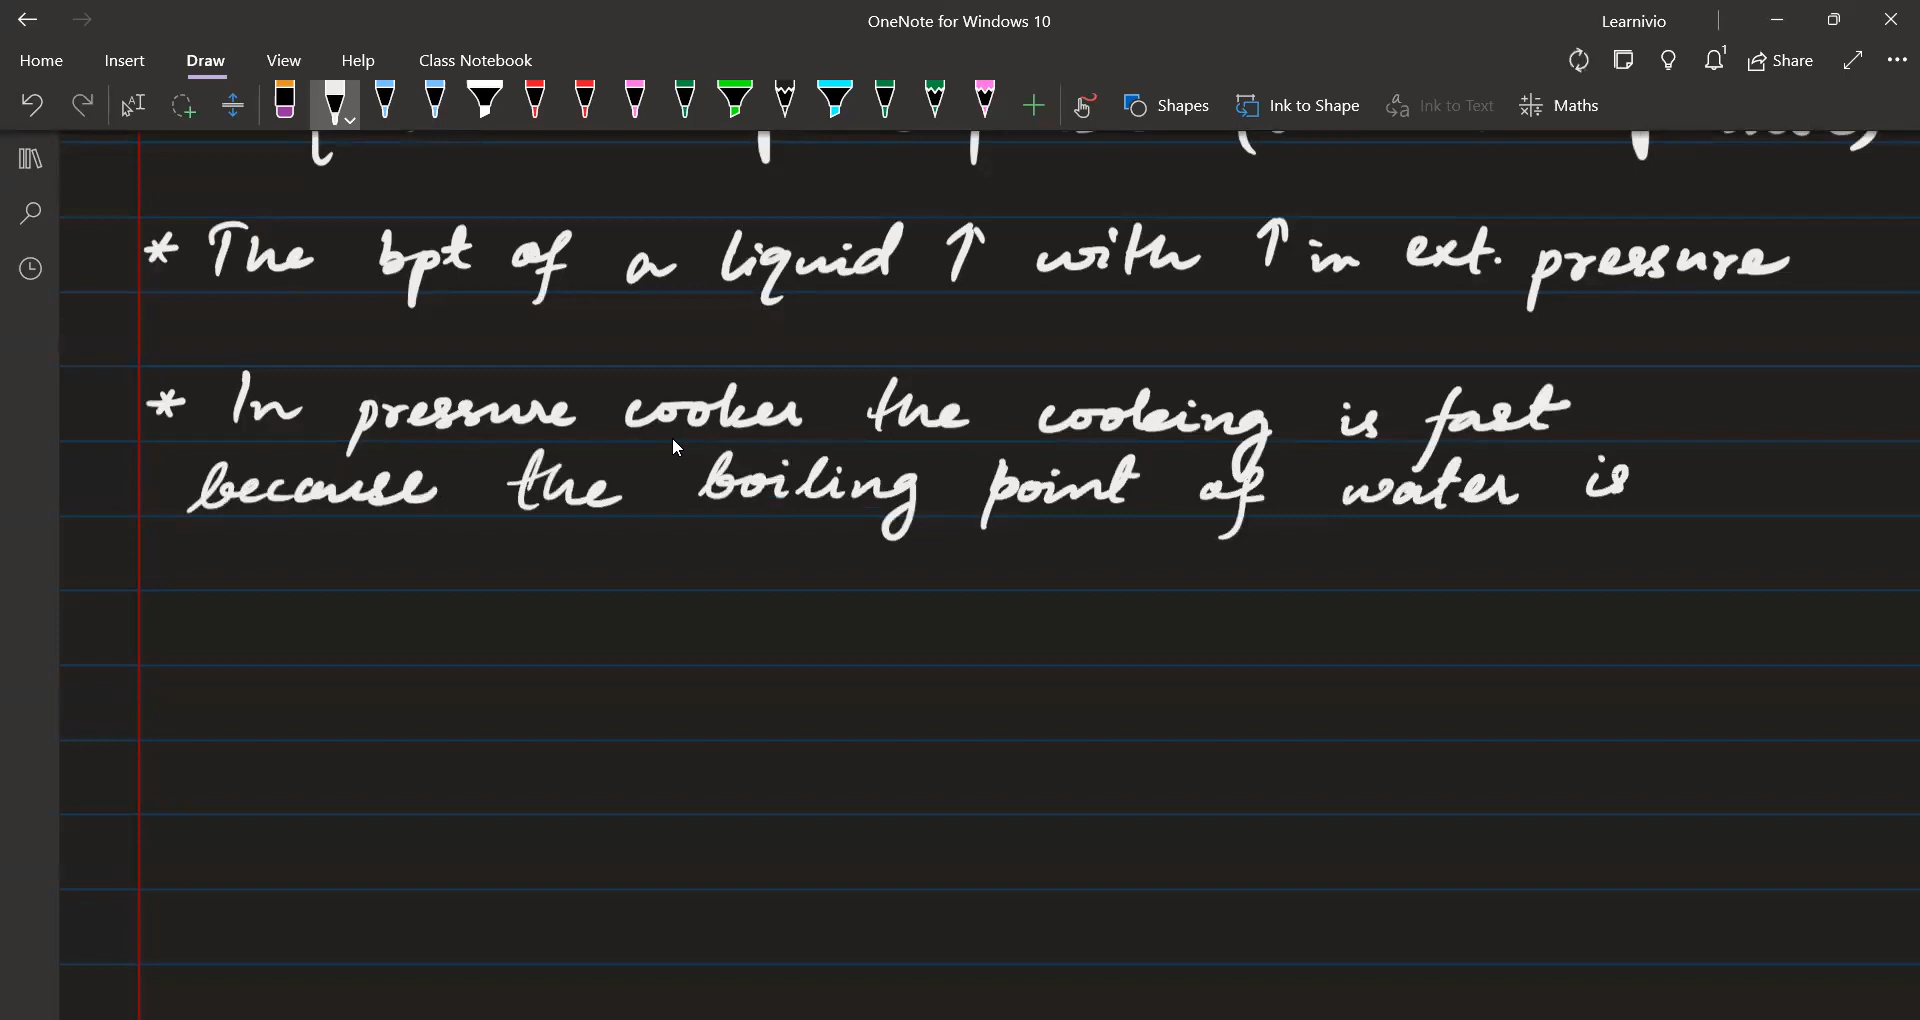 OneNote for Windows 10
Learnivio
Home Insert Draw View Help Class Notebook
1
Share
Shapes Ink to Shape Ink to Text Maths
* The bpt of a liquid ↑ with ↑ in ext. pressure
* In pressure cooker the cooking is fast
because the boiling point of water is